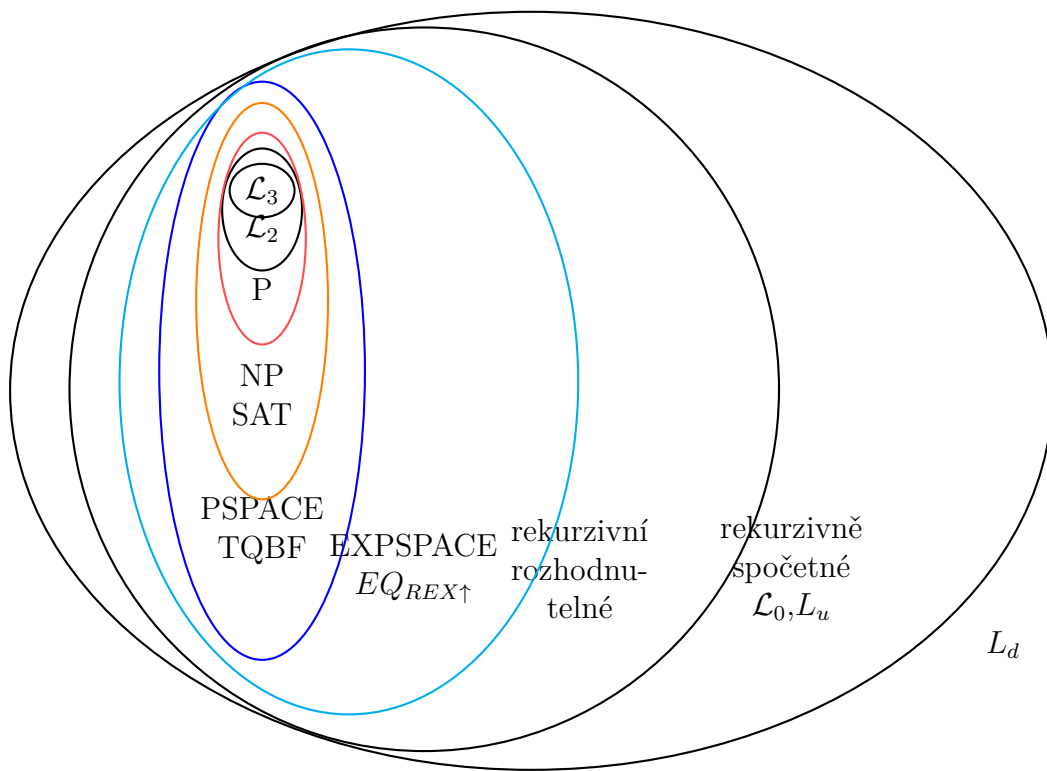 𝓛₃
𝓛₂
P
NP
SAT
PSPACE
TQBF
EXPSPACE
EQ_{REX↑}
rekurzivní
rozhodnu-
telné
rekurzivně
spočetné
𝓛₀,L_u
L_d